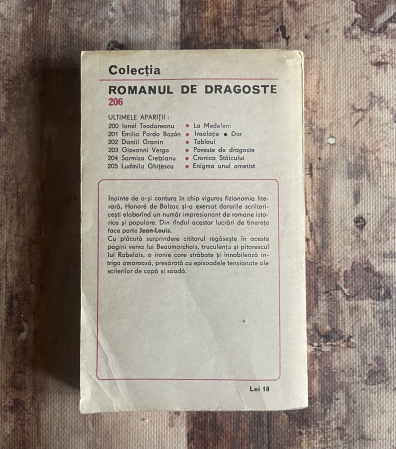 Colecția
ROMANUL DE DRAGOSTE
206
ULTIMELE APARIȚII :
200 Ionel Teodoreanu ● La Medeleni
201 Emilia Pardo Bazán ● Insolație ● Dor
202 Daniil Granin ● Tabloul
203 Giovanni Verga ● Poveste de dragoste
204 Sarmiza Cretzianu ● Cronica Stăicului
205 Ludmila Ghițescu ● Enigma unui ametist
Înainte de a-și contura în chip viguros fizionomia lite-
rară, Honoré de Balzac și-a exersat darurile scriitori-
cești elaborînd un număr impresionant de romane isto-
rice și populare. Din rîndul acestor lucrări de tinerețe
face parte Jean-Louis.
Cu plăcută surprindere cititorul regăsește în aceste
pagini verva lui Beaumarchais, truculența și pitorescul
lui Rabelais, o ironie care străbate și înnobilează in-
triga amoroasă, presărată cu episoadele tensionate ale
scrierilor de capă și spadă.
Lei 18